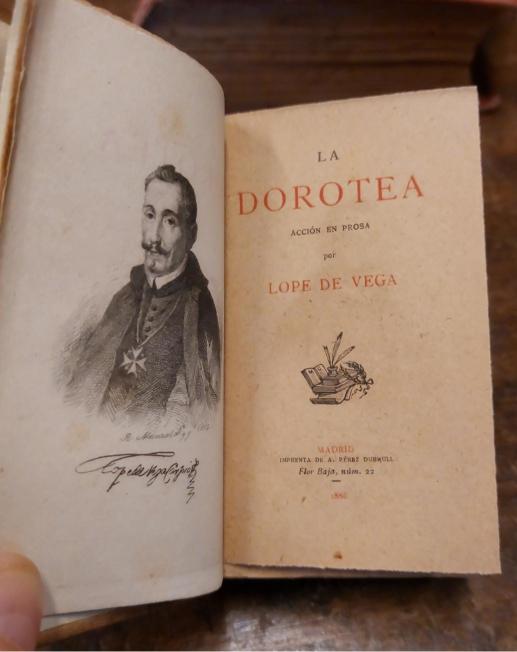 LA
DOROTEA
ACCIÓN EN PROSA
por
LOPE DE VEGA
MADRID
IMPRENTA DE A. PÉREZ DUBRULL
Flor Baja, núm. 22